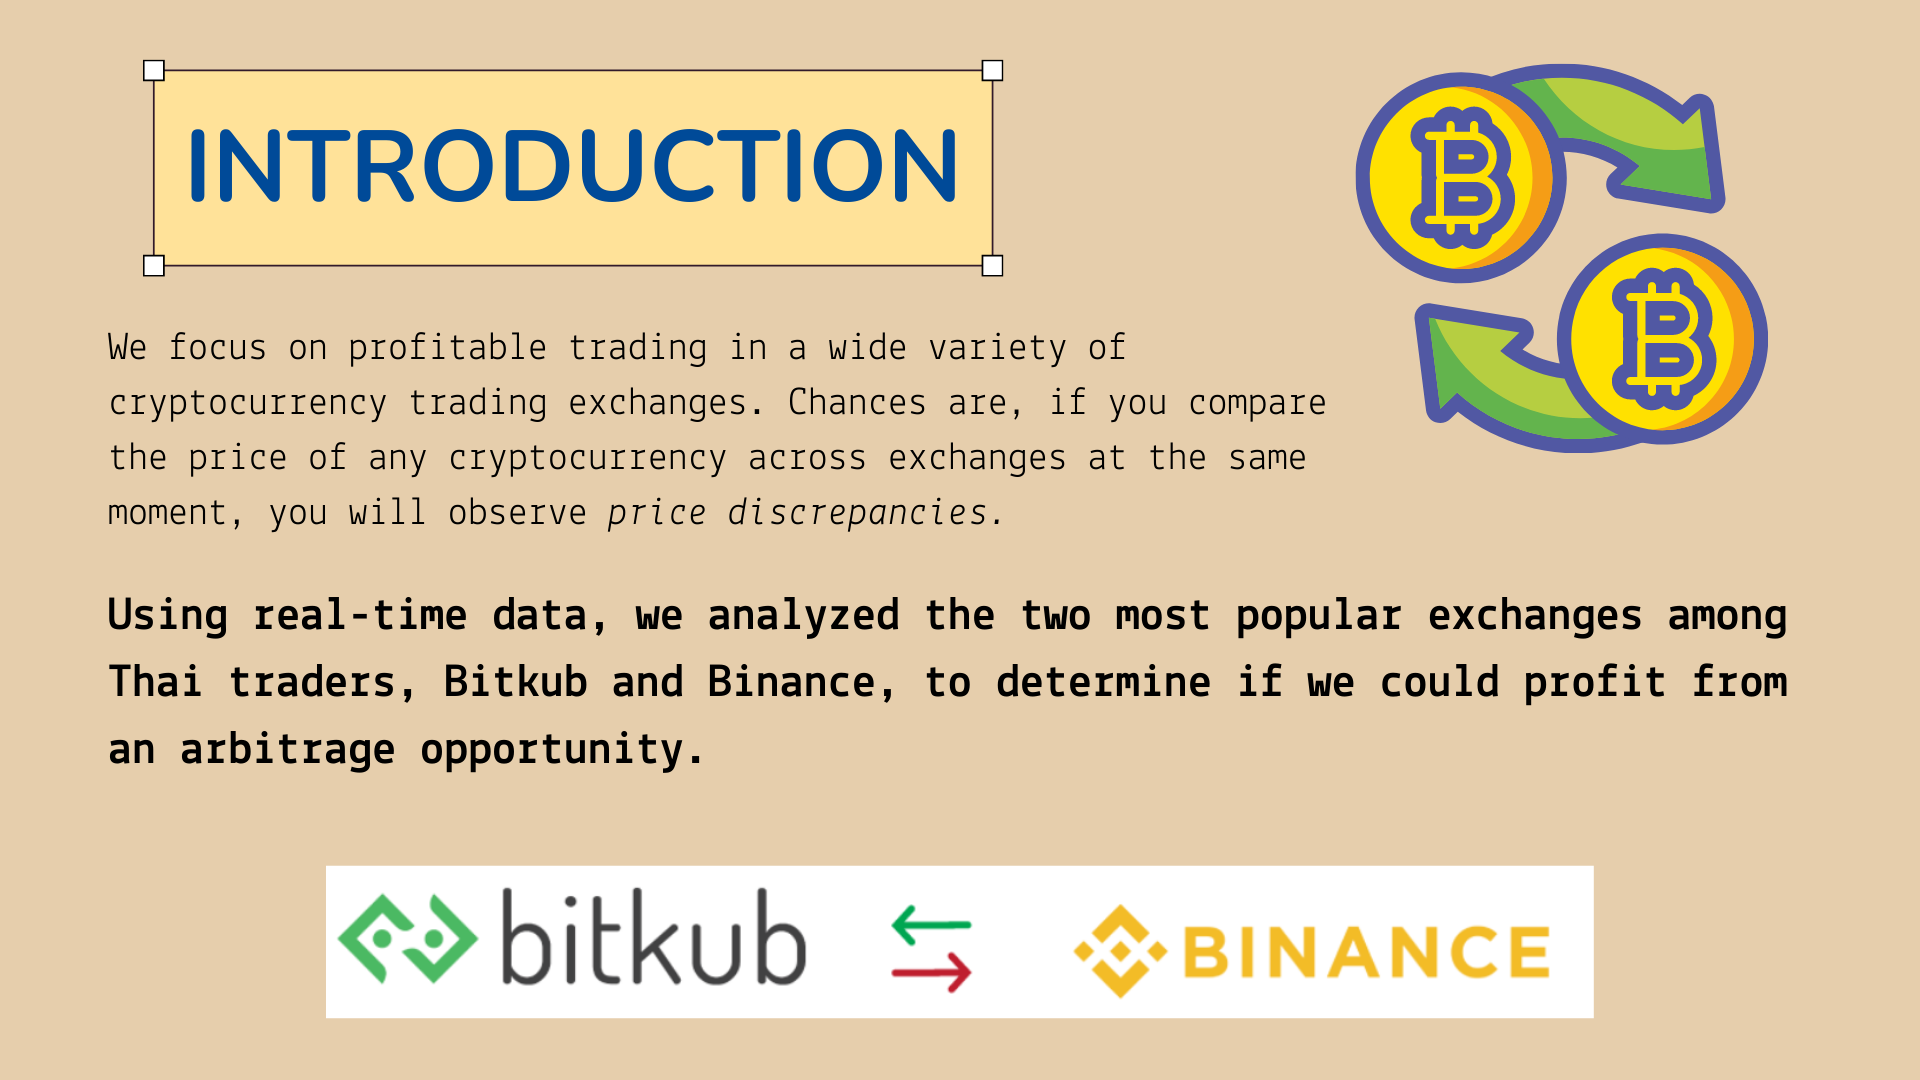 INTRODUCTION
We focus on profitable trading in a wide variety of
cryptocurrency trading exchanges. Chances are, if you compare
the price of any cryptocurrency across exchanges at the same
moment, you will observe price discrepancies.
Using real-time data, we analyzed the two most popular exchanges among
Thai traders, Bitkub and Binance, to determine if we could profit from
an arbitrage opportunity.
bitkub
BINANCE